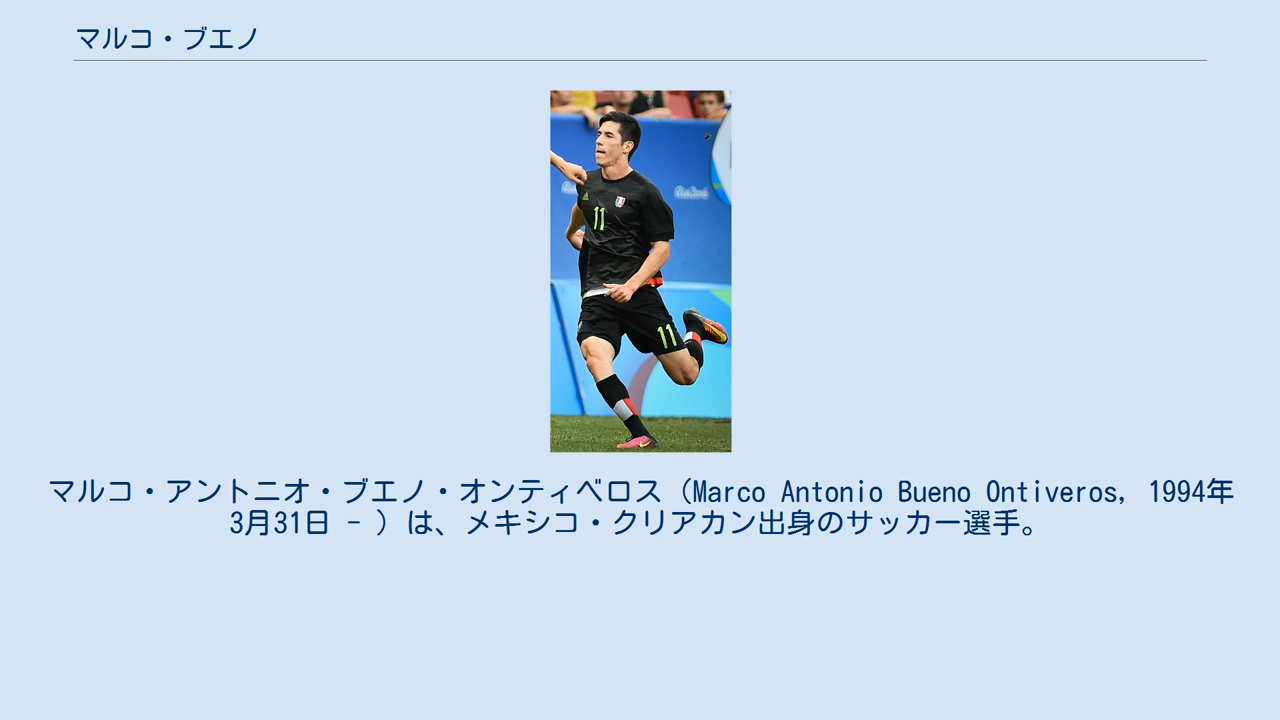 マルコ・ブエノ
Rio2016
11
11
マルコ・アントニオ・ブエノ・オンティベロス（Marco Antonio Bueno Ontiveros, 1994年
3月31日 - ）は、メキシコ・クリアカン出身のサッカー選手。